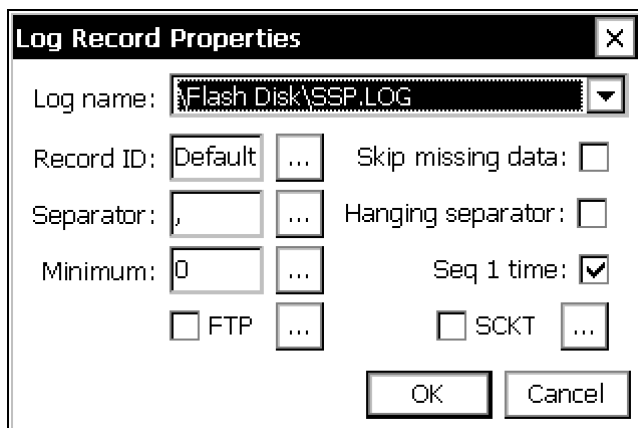 Log Record Properties
Log name: \Flash Disk\SSP.LOG
Record ID: Default ... Skip missing data:
Separator: , ... Hanging separator:
Minimum: 0 ... Seq 1 time:
FTP ... SCKT ...
OK Cancel